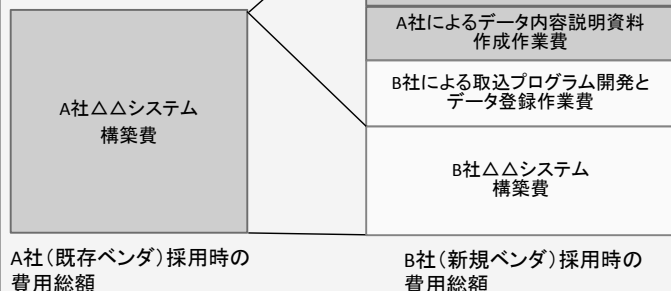 A社によるデータ内容説明資料
作成作業費
B社による取込プログラム開発と
データ登録作業費
A社△△システム
構築費
B社△△システム
構築費
A社（既存ベンダ）採用時の
費用総額
B社（新規ベンダ）採用時の
費用総額